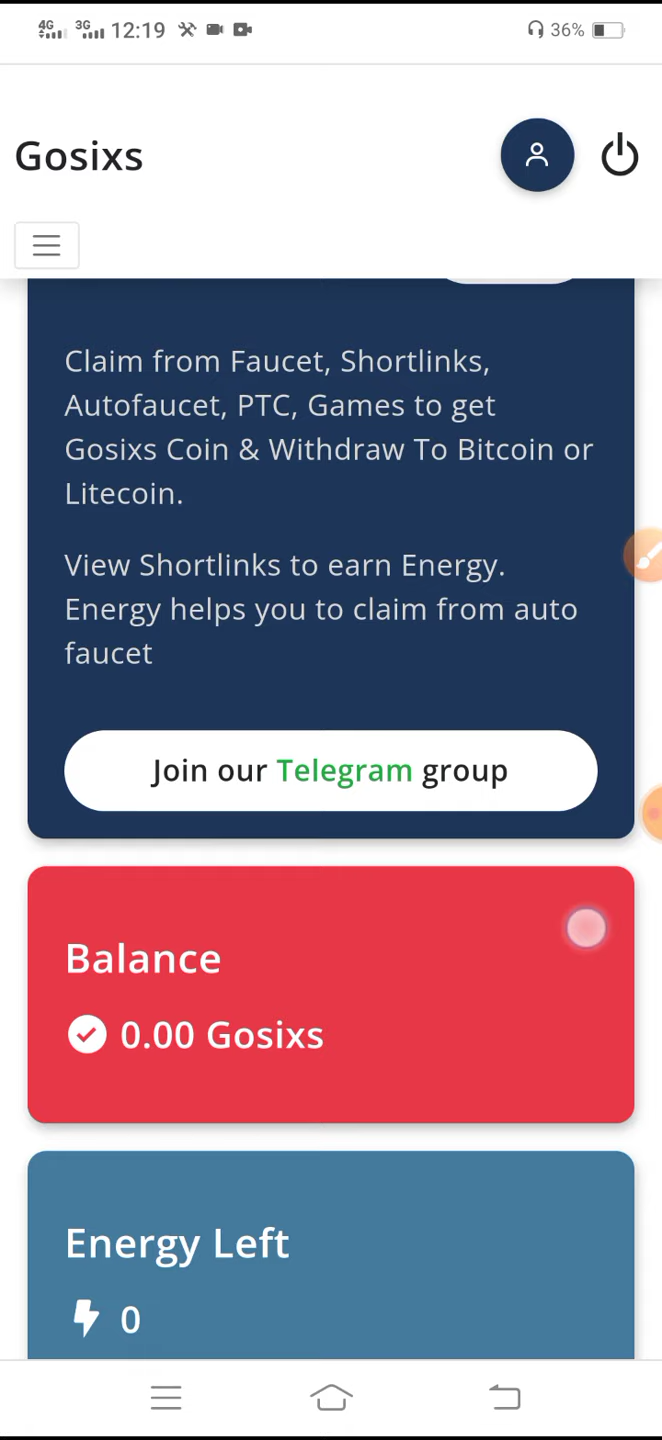 4G 3G 12:19 36%
Gosixs
Claim from Faucet, Shortlinks,
Autofaucet, PTC, Games to get
Gosixs Coin & Withdraw To Bitcoin or
Litecoin.
View Shortlinks to earn Energy.
Energy helps you to claim from auto
faucet
Join our Telegram group
Balance
0.00 Gosixs
Energy Left
0